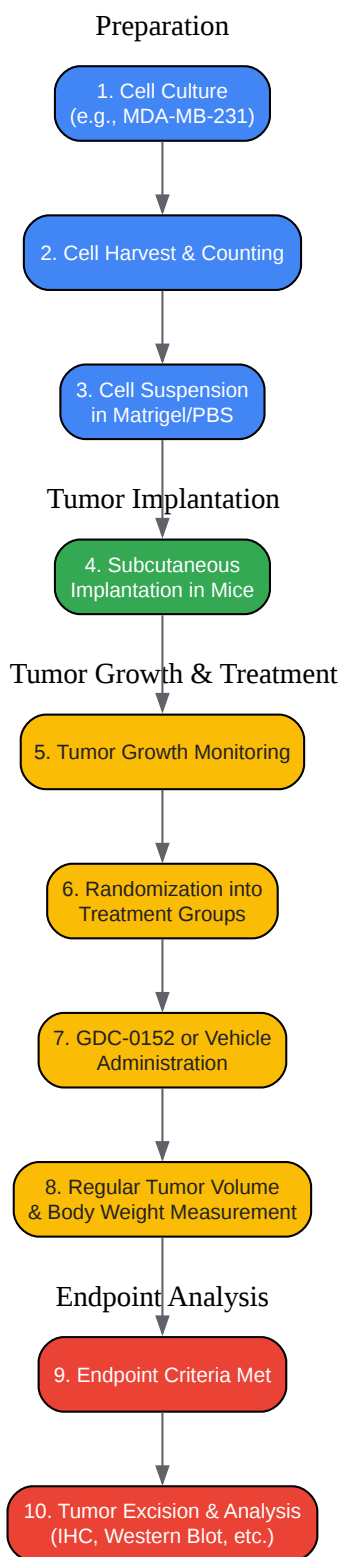 Preparation
1. Cell Culture
(e.g., MDA-MB-231)
2. Cell Harvest & Counting
3. Cell Suspension
in Matrigel/PBS
Tumor Implantation
4. Subcutaneous
Implantation in Mice
Tumor Growth & Treatment
5. Tumor Growth Monitoring
6. Randomization into
Treatment Groups
7. GDC-0152 or Vehicle
Administration
8. Regular Tumor Volume
& Body Weight Measurement
Endpoint Analysis
9. Endpoint Criteria Met
10. Tumor Excision & Analysis
(IHC, Western Blot, etc.)